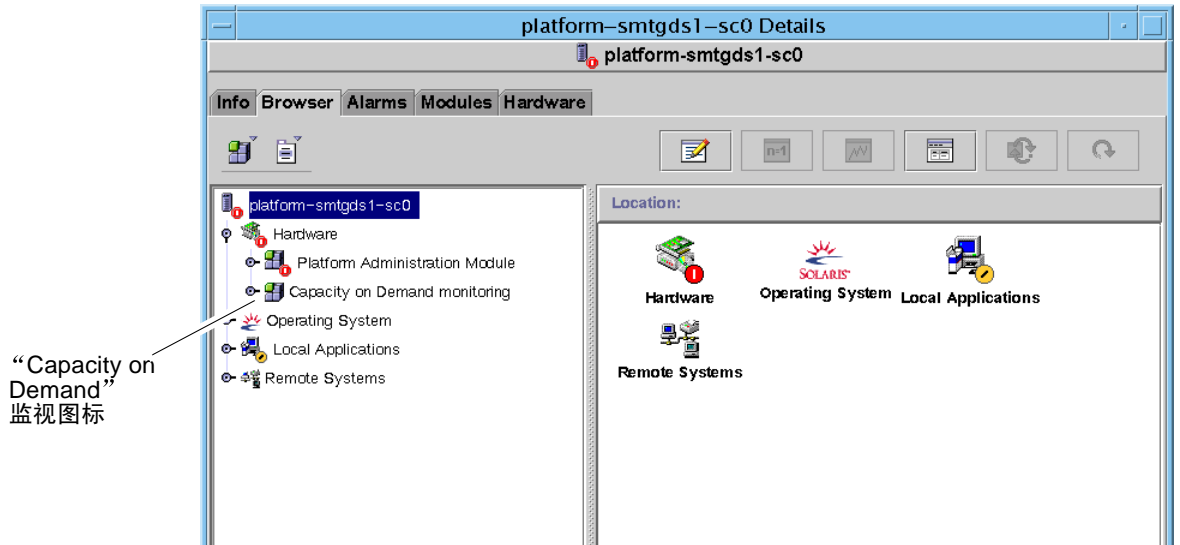 platform–smtgds1–sc0 Details
platform-smtgds1-sc0
Info Browser Alarms Modules Hardware
n=1
platform–smtgds1–sc0
Hardware
Platform Administration Module
Capacity on Demand monitoring
Operating System
Local Applications
Remote Systems
Location:
Hardware
SOLARIS
Operating System
Local Applications
Remote Systems
“Capacity on
Demand”
监视图标